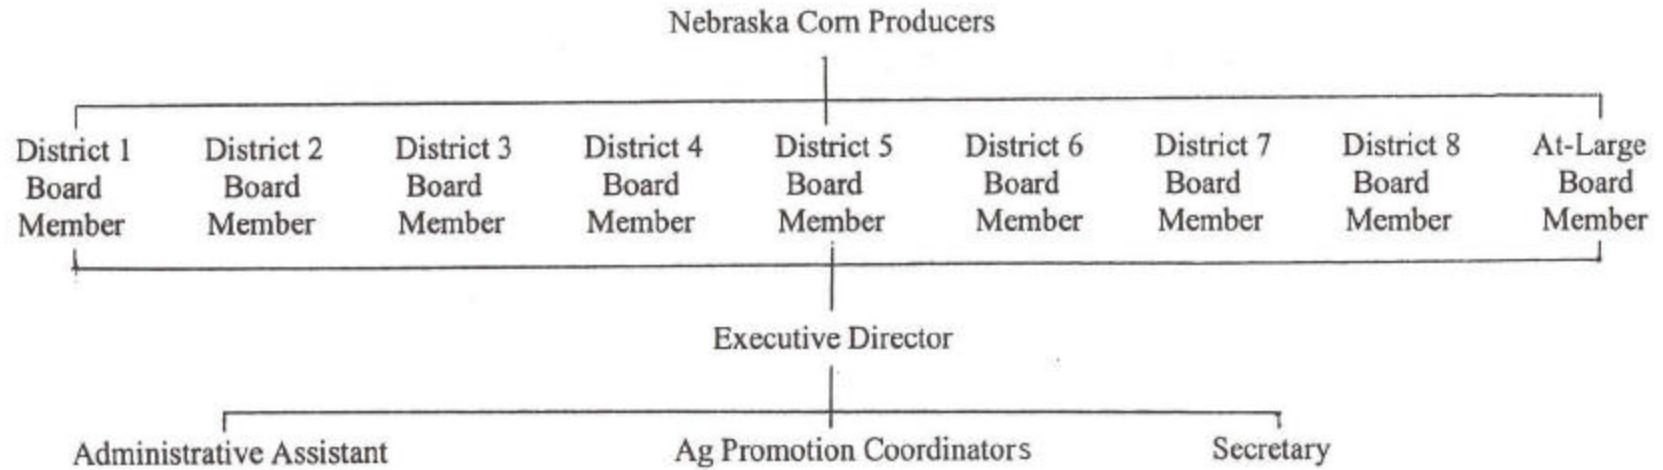 Nebraska Corn Producers
District 1 District 2 District 3 District 4 District 5 District 6 District 7 District 8 At-Large
Board Board Board Board Board Board Board Board Board
Member Member Member Member Member Member Member Member Member
Executive Director
Administrative Assistant Ag Promotion Coordinators Secretary